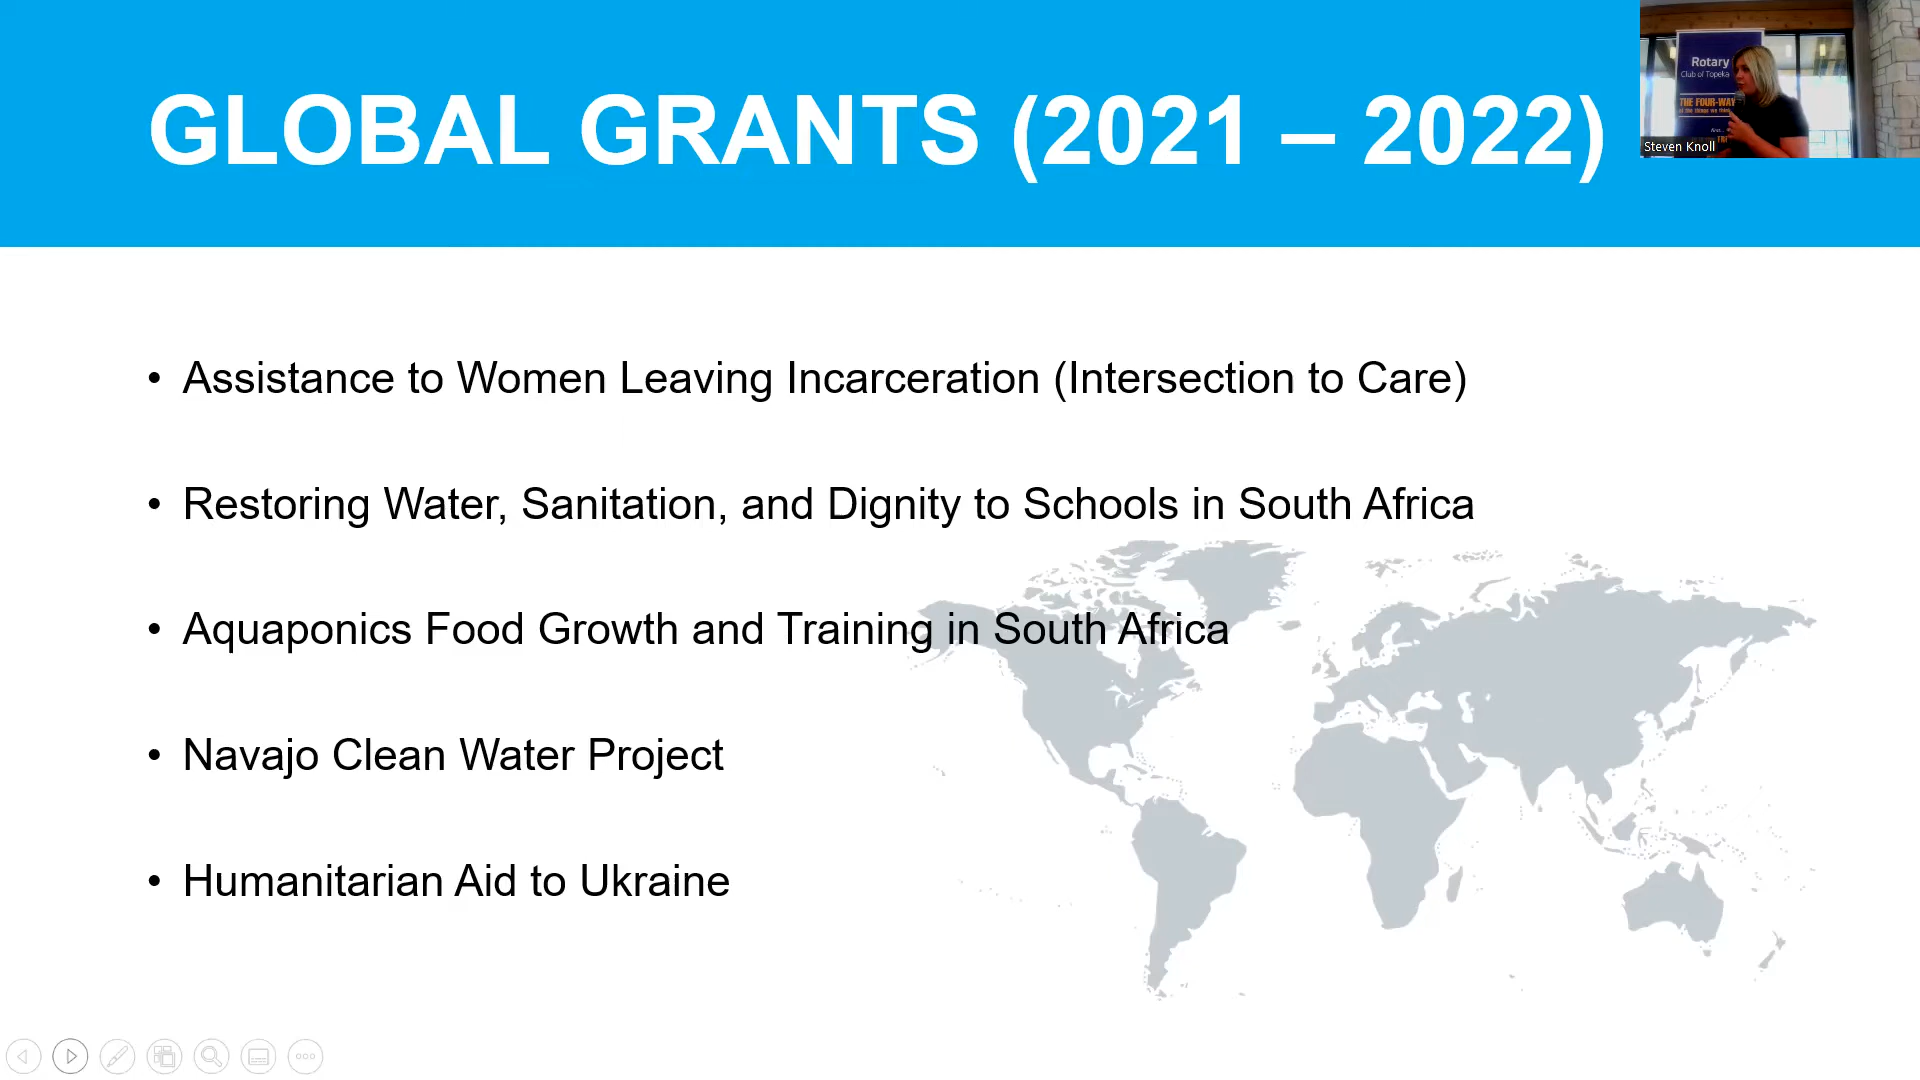 GLOBAL GRANTS (2021 – 2022)
Rotary
Club of Topeka
THE FOUR-WAY
Steven Knoll
• Assistance to Women Leaving Incarceration (Intersection to Care)
• Restoring Water, Sanitation, and Dignity to Schools in South Africa
• Aquaponics Food Growth and Training in South Africa
• Navajo Clean Water Project
• Humanitarian Aid to Ukraine